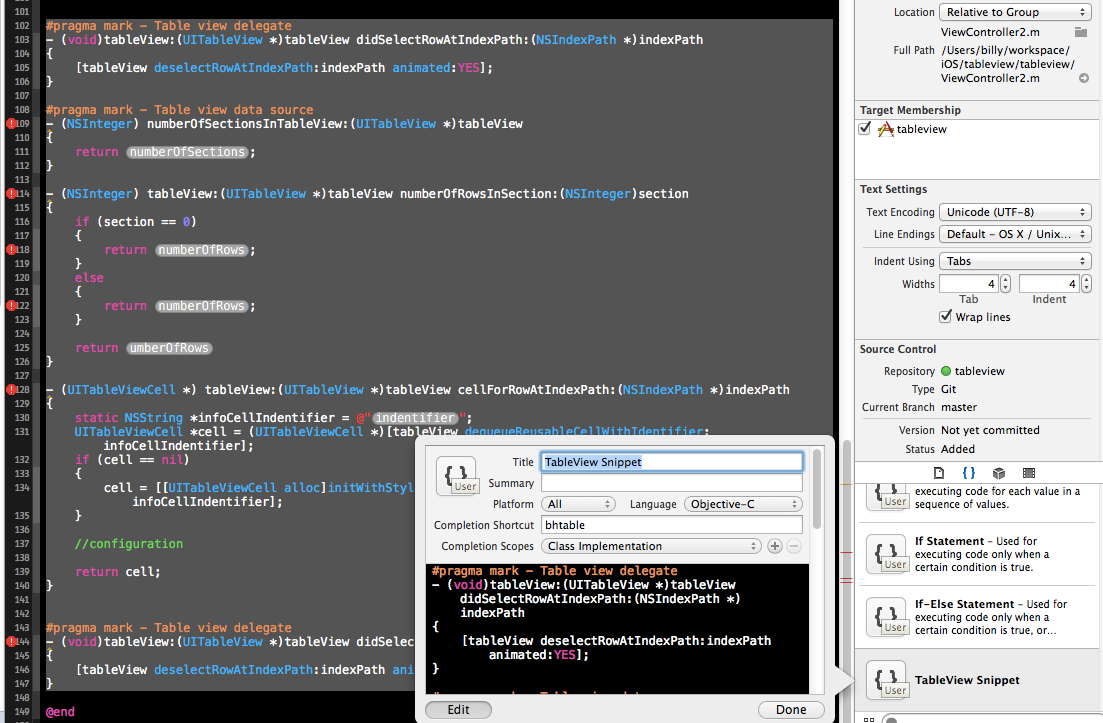 101
102 #pragma mark - Table view delegate
103 - (void)tableView:(UITableView *)tableView didSelectRowAtIndexPath:(NSIndexPath *)indexPath
104 {
105 [tableView deselectRowAtIndexPath:indexPath animated:YES];
106 }
107
108 #pragma mark - Table view data source
109 - (NSInteger) numberOfSectionsInTableView:(UITableView *)tableView
110 {
111 return numberOfSections;
112 }
113
114 - (NSInteger) tableView:(UITableView *)tableView numberOfRowsInSection:(NSInteger)section
115 {
116 if (section == 0)
117 {
118 return numberOfRows;
119 }
120 else
121 {
122 return numberOfRows;
123 }
124
125 return umberOfRows
126 }
127
128 - (UITableViewCell *) tableView:(UITableView *)tableView cellForRowAtIndexPath:(NSIndexPath *)indexPath
129 {
130 static NSString *infoCellIndentifier = @"indentifier";
131 UITableViewCell *cell = (UITableViewCell *)[tableView dequeueReusableCellWithIdentifier:
infoCellIndentifier];
132 if (cell == nil)
133 {
134 cell = [[UITableViewCell alloc]initWithStyl
infoCellIndentifier];
135 }
136
137 //configuration
138
139 return cell;
140 }
141
142
143 #pragma mark - Table view delegate
144 - (void)tableView:(UITableView *)tableView didSelec
145 {
146 [tableView deselectRowAtIndexPath:indexPath ani
147 }
148
149 @end
Title TableView Snippet
{ } User
Summary
Platform All Language Objective-C
Completion Shortcut bhtable
Completion Scopes Class Implementation
#pragma mark - Table view delegate
- (void)tableView:(UITableView *)tableView
didSelectRowAtIndexPath:(NSIndexPath *)
indexPath
{
[tableView deselectRowAtIndexPath:indexPath
animated:YES];
}
Edit Done
Location Relative to Group
ViewController2.m
Full Path /Users/billy/workspace/
iOS/tableview/tableview/
ViewController2.m
Target Membership
tableview
Text Settings
Text Encoding Unicode (UTF-8)
Line Endings Default - OS X / Unix...
Indent Using Tabs
Widths 4 4
Tab Indent
Wrap lines
Source Control
Repository tableview
Type Git
Current Branch master
Version Not yet committed
Status Added
{ }
executing code for each value in a
sequence of values.
User
If Statement - Used for
executing code only when a
certain condition is true.
{ } User
If-Else Statement - Used for
executing code only when a
certain condition is true, or...
{ } User
TableView Snippet
{ } User